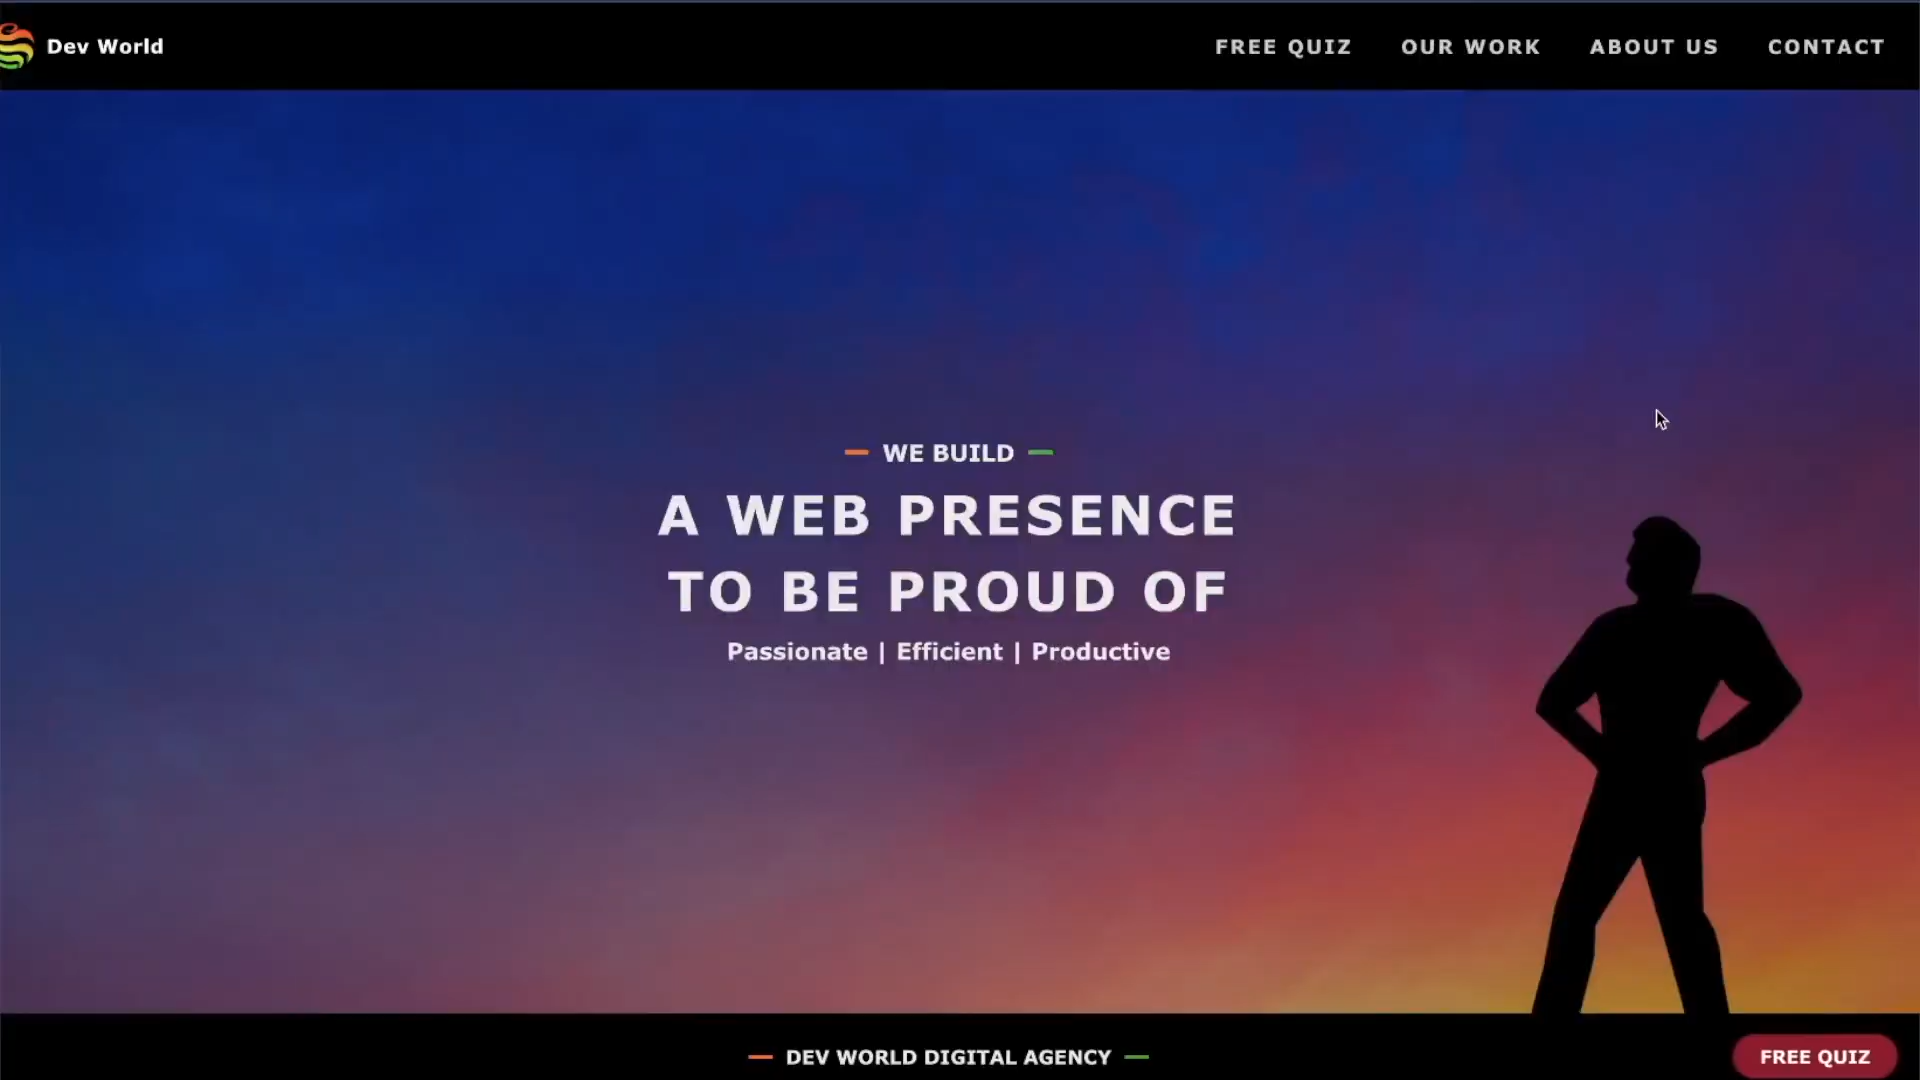 Dev World
FREE QUIZ
OUR WORK
ABOUT US
CONTACT
WE BUILD
A WEB PRESENCE
TO BE PROUD OF
Passionate | Efficient | Productive
DEV WORLD DIGITAL AGENCY
FREE QUIZ